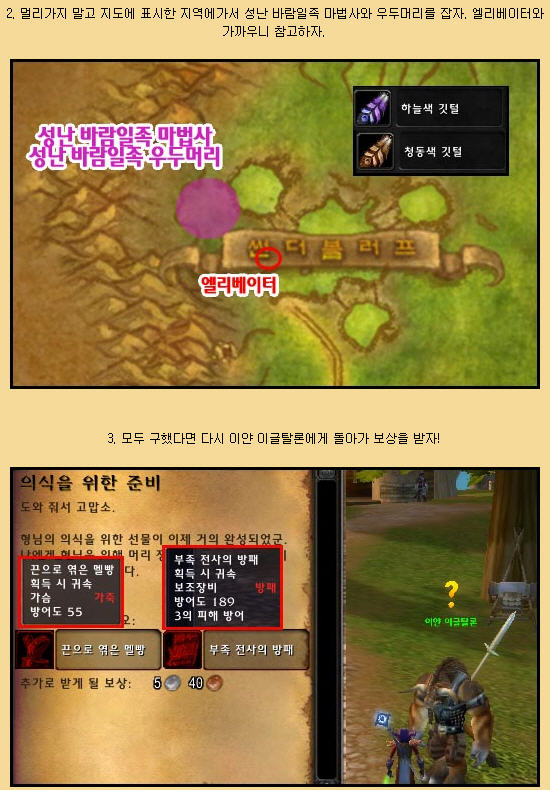 2. 멀리가지 말고 지도에 표시한 지역에가서 성난 바람일족 마법사와 우두머리를 잡자. 엘리베이터와
가까우니 참고하자.
하늘색 깃털
청동색 깃털
성난 바람일족 마법사
성난 바람일족 우두머리
썬더블러프
엘리베이터
3. 모두 구했다면 다시 이얀 이글탈론에게 돌아가 보상을 받자!
의식을 위한 준비
도와 줘서 고맙소.
형님의 의식을 위한 선물이 이제 거의 완성되었군.
끈으로 엮은 멜빵
획득 시 귀속
가슴 가죽
방어도 55
부족 전사의 방패
획득 시 귀속
보조장비 방패
방어도 189
3의 피해 방어
끈으로 엮은 멜빵
부족 전사의 방패
추가로 받게 될 보상: 5 40
이얀 이글탈론